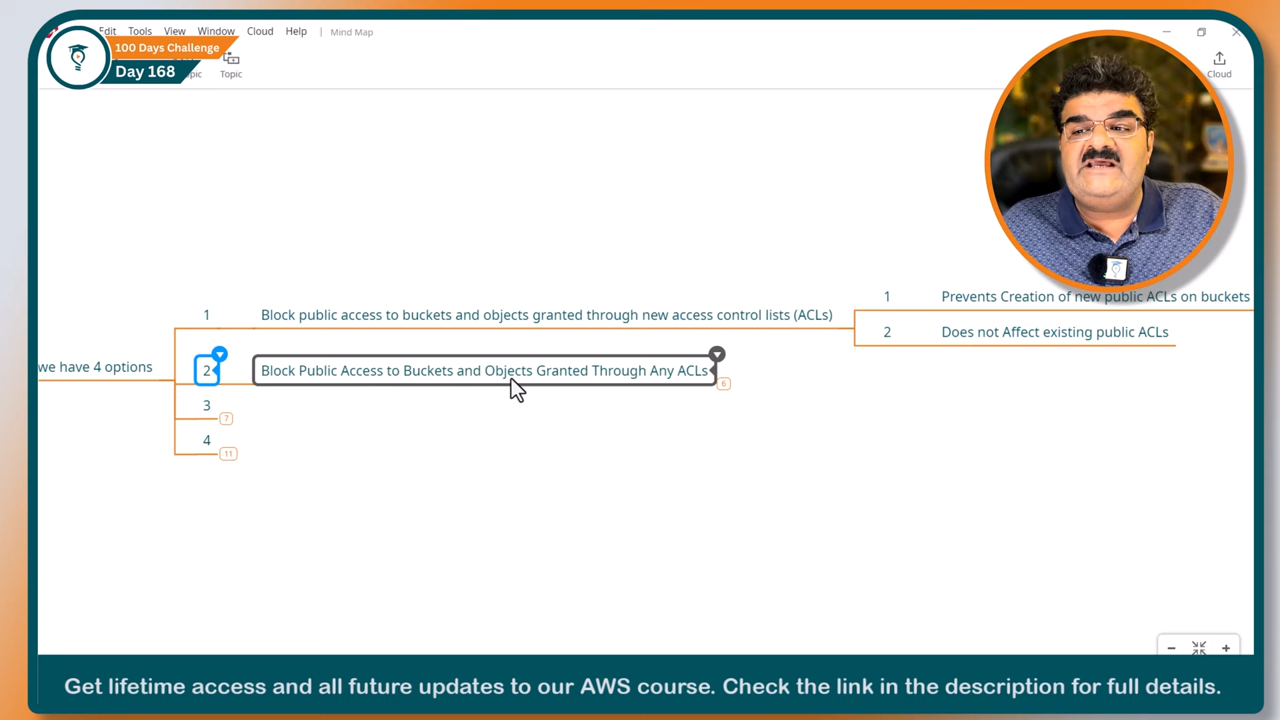 Edit Tools View Window Cloud Help Mind Map
100 Days Challenge
Day 168
Topic
Cloud
1 Prevents Creation of new public ACLs on buckets
1 Block public access to buckets and objects granted through new access control lists (ACLs)
2 Does not Affect existing public ACLs
we have 4 options
2 Block Public Access to Buckets and Objects Granted Through Any ACLs
6
3
7
4
11
Get lifetime access and all future updates to our AWS course. Check the link in the description for full details.